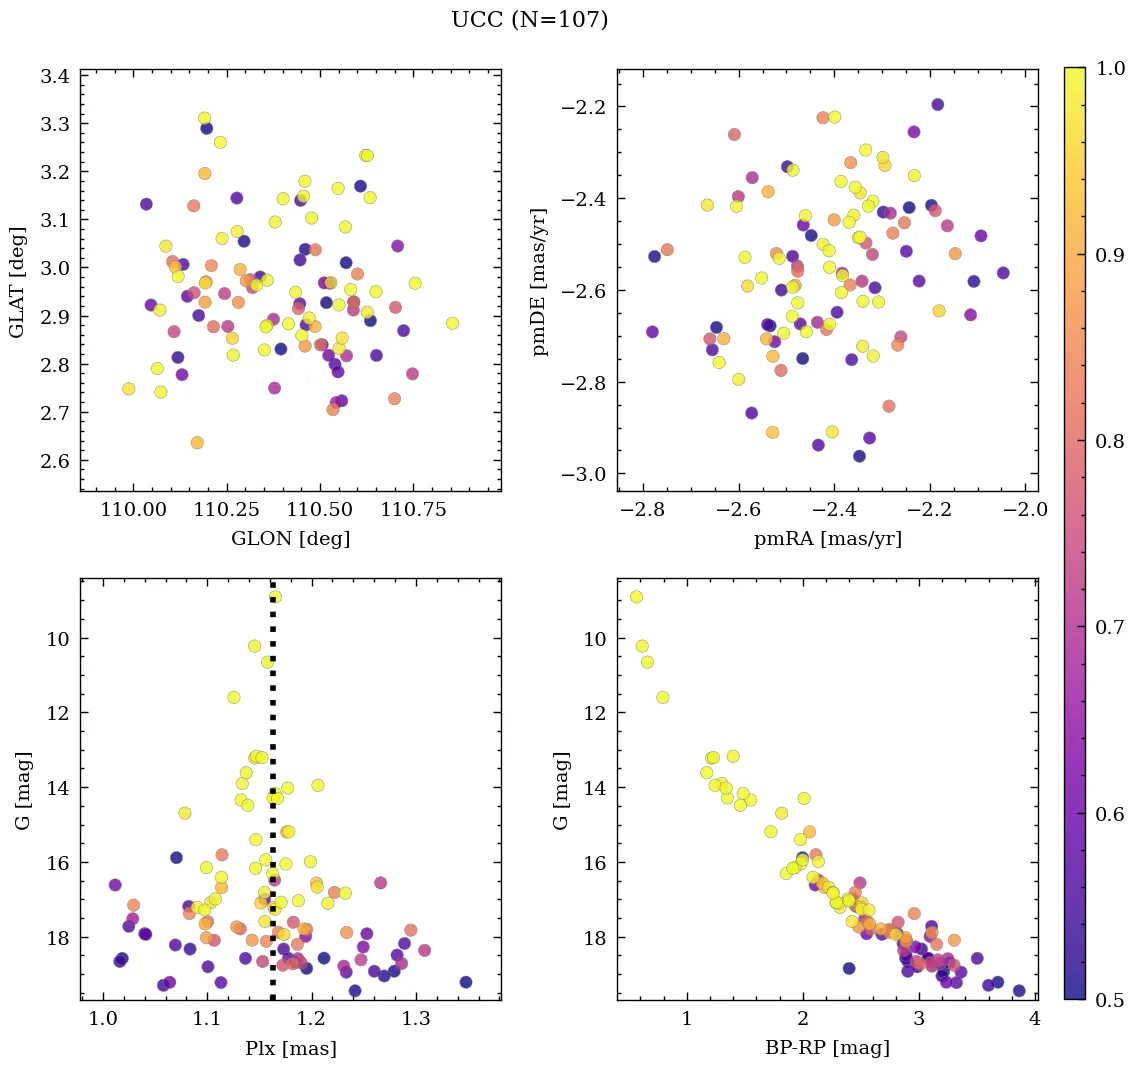 UCC (N=107)
3.4
3.3
3.2
3.1
3.0
2.9
2.8
2.7
2.6
GLAT [deg]
110.00 110.25 110.50 110.75
GLON [deg]
−2.2
−2.4
−2.6
−2.8
−3.0
pmDE [mas/yr]
−2.8 −2.6 −2.4 −2.2 −2.0
pmRA [mas/yr]
10
12
14
16
18
G [mag]
1.0 1.1 1.2 1.3
Plx [mas]
10
12
14
16
18
G [mag]
1 2 3 4
BP-RP [mag]
1.0
0.9
0.8
0.7
0.6
0.5